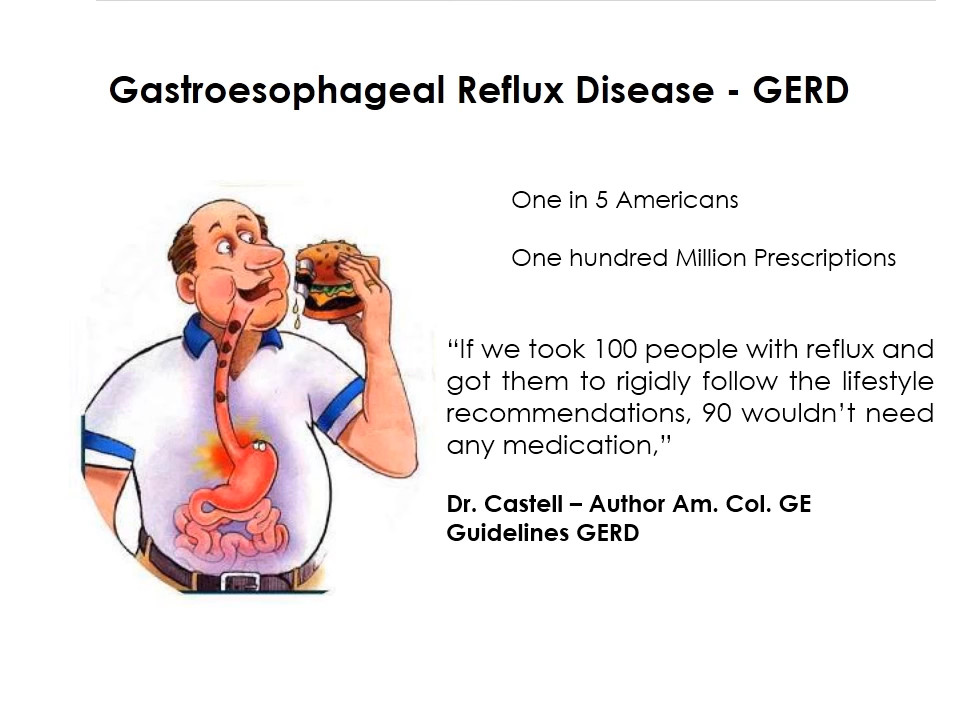 Gastroesophageal Reflux Disease - GERD
One in 5 Americans
One hundred Million Prescriptions
“If we took 100 people with reflux and
got them to rigidly follow the lifestyle
recommendations, 90 wouldn’t need
any medication,”
Dr. Castell – Author Am. Col. GE
Guidelines GERD